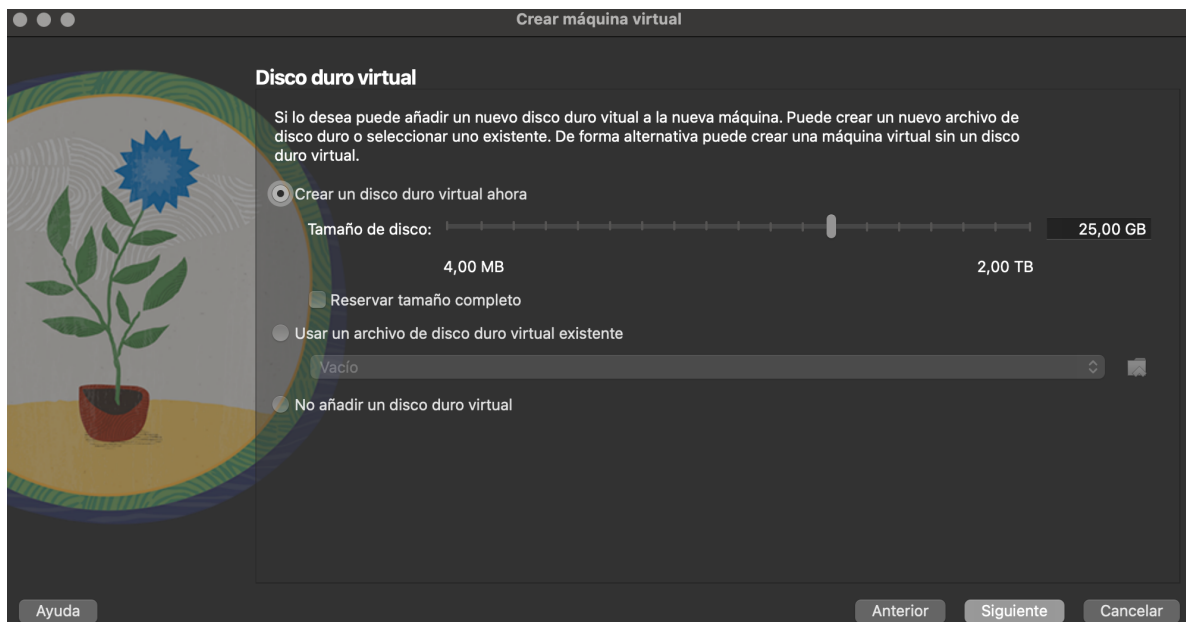 Crear máquina virtual
Disco duro virtual
Si lo desea puede añadir un nuevo disco duro vitual a la nueva máquina. Puede crear un nuevo archivo de
disco duro o seleccionar uno existente. De forma alternativa puede crear una máquina virtual sin un disco
duro virtual.
Crear un disco duro virtual ahora
Tamaño de disco: 25,00 GB
4,00 MB 2,00 TB
Reservar tamaño completo
Usar un archivo de disco duro virtual existente
Vacío
No añadir un disco duro virtual
Ayuda Anterior Siguiente Cancelar